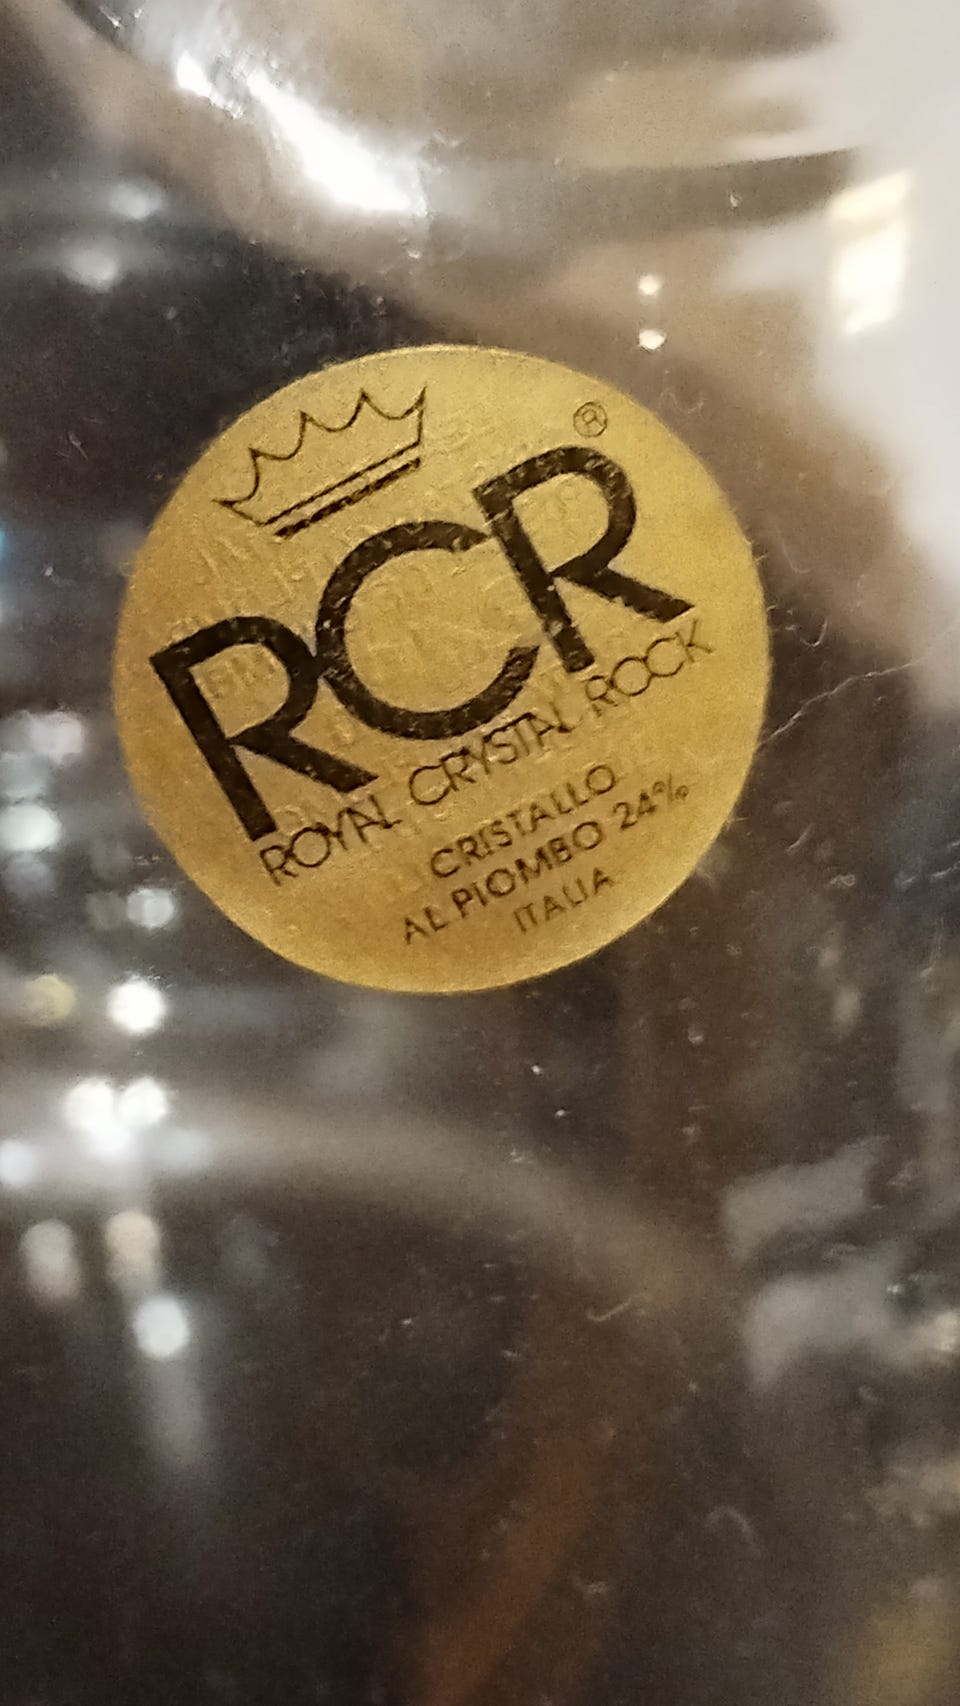 ®
RCR
ROYAL CRYSTAL ROCK
CRISTALLO
AL PIOMBO 24%
ITALIA